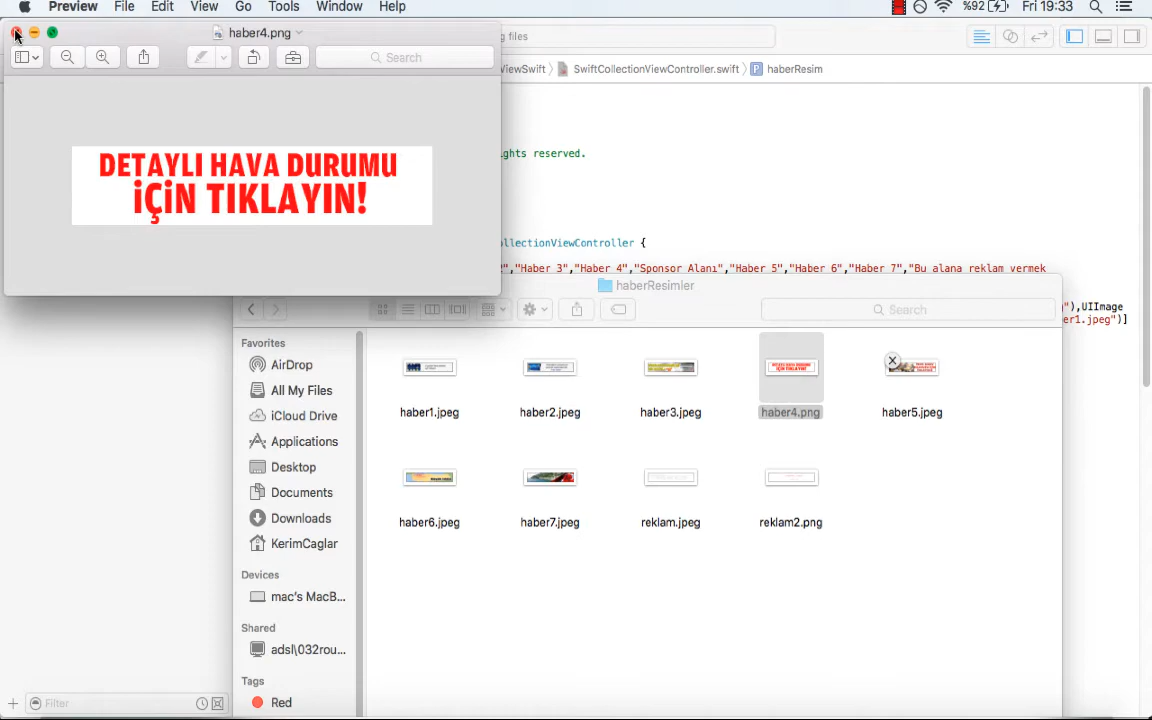 Preview File Edit View Go Tools Window Help
%92 Fri 19:33
haber4.png
Search
g files
ViewSwift SwiftCollectionViewController.swift P haberResim
DETAYLI HAVA DURUMU
İÇİN TIKLAYIN!
ghts reserved.
ollectionViewController {
","Haber 3","Haber 4","Sponsor Alanı","Haber 5","Haber 6","Haber 7","Bu alana reklam vermek
"),UIImage
er1.jpeg")]
haberResimler
Search
Favorites
AirDrop
All My Files
iCloud Drive
Applications
Desktop
Documents
Downloads
KerimCaglar
Devices
mac's MacB...
Shared
adsl\032rou...
Tags
Red
haber1.jpeg
haber2.jpeg
haber3.jpeg
haber4.png
haber5.jpeg
haber6.jpeg
haber7.jpeg
reklam.jpeg
reklam2.png
Filter